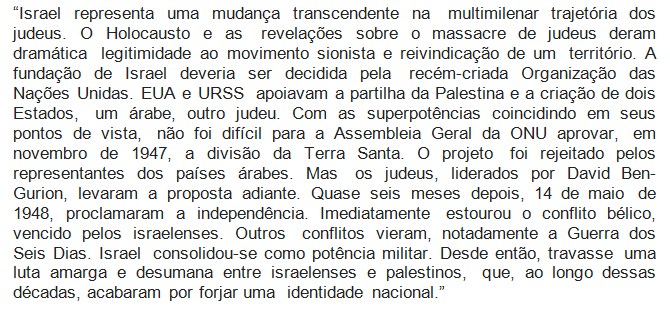 “Israel representa uma mudança transcendente na multimilenar trajetória dos
judeus. O Holocausto e as revelações sobre o massacre de judeus deram
dramática legitimidade ao movimento sionista e reivindicação de um território. A
fundação de Israel deveria ser decidida pela recém-criada Organização das
Nações Unidas. EUA e URSS apoiavam a partilha da Palestina e a criação de dois
Estados, um árabe, outro judeu. Com as superpotências coincidindo em seus
pontos de vista, não foi difícil para a Assembleia Geral da ONU aprovar, em
novembro de 1947, a divisão da Terra Santa. O projeto foi rejeitado pelos
representantes dos países árabes. Mas os judeus, liderados por David Ben-
Gurion, levaram a proposta adiante. Quase seis meses depois, 14 de maio de
1948, proclamaram a independência. Imediatamente estourou o conflito bélico,
vencido pelos israelenses. Outros conflitos vieram, notadamente a Guerra dos
Seis Dias. Israel consolidou-se como potência militar. Desde então, travasse uma
luta amarga e desumana entre israelenses e palestinos, que, ao longo dessas
décadas, acabaram por forjar uma identidade nacional.”